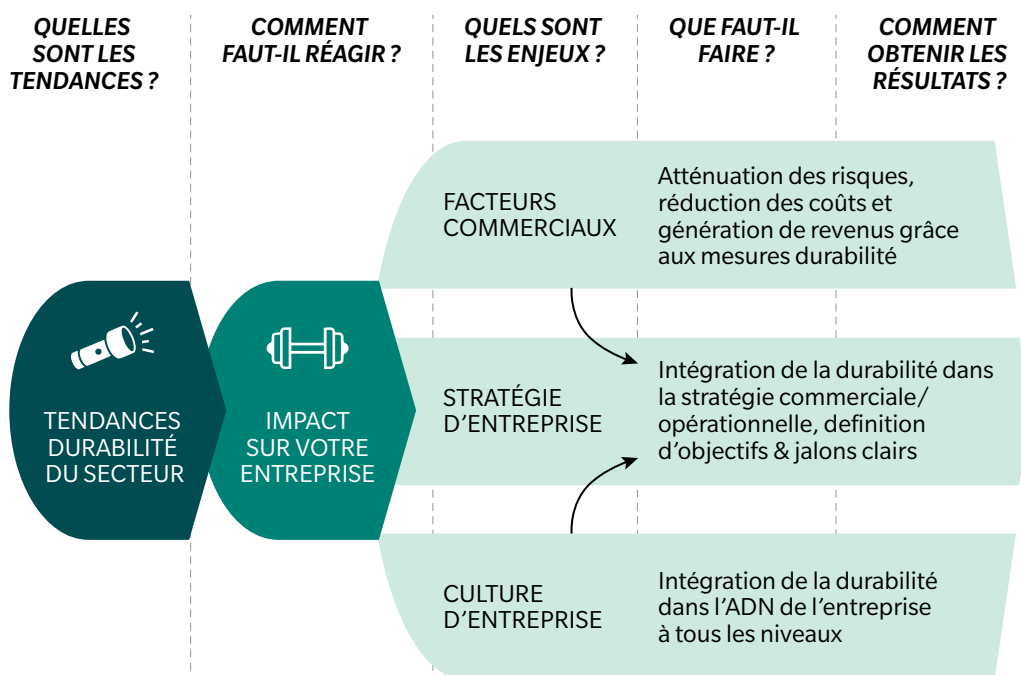 QUELLES
SONT LES
TENDANCES ?
COMMENT
FAUT-IL RÉAGIR ?
QUELS SONT
LES ENJEUX ?
QUE FAUT-IL
FAIRE ?
COMMENT
OBTENIR LES
RÉSULTATS ?
TENDANCES
DURABILITÉ
DU SECTEUR
IMPACT
SUR VOTRE
ENTREPRISE
FACTEURS
COMMERCIAUX
Atténuation des risques,
réduction des coûts et
génération de revenus grâce
aux mesures durabilité
STRATÉGIE
D’ENTREPRISE
Intégration de la durabilité dans
la stratégie commerciale/
opérationnelle, definition
d’objectifs & jalons clairs
CULTURE
D’ENTREPRISE
Intégration de la durabilité
dans l’ADN de l’entreprise
à tous les niveaux